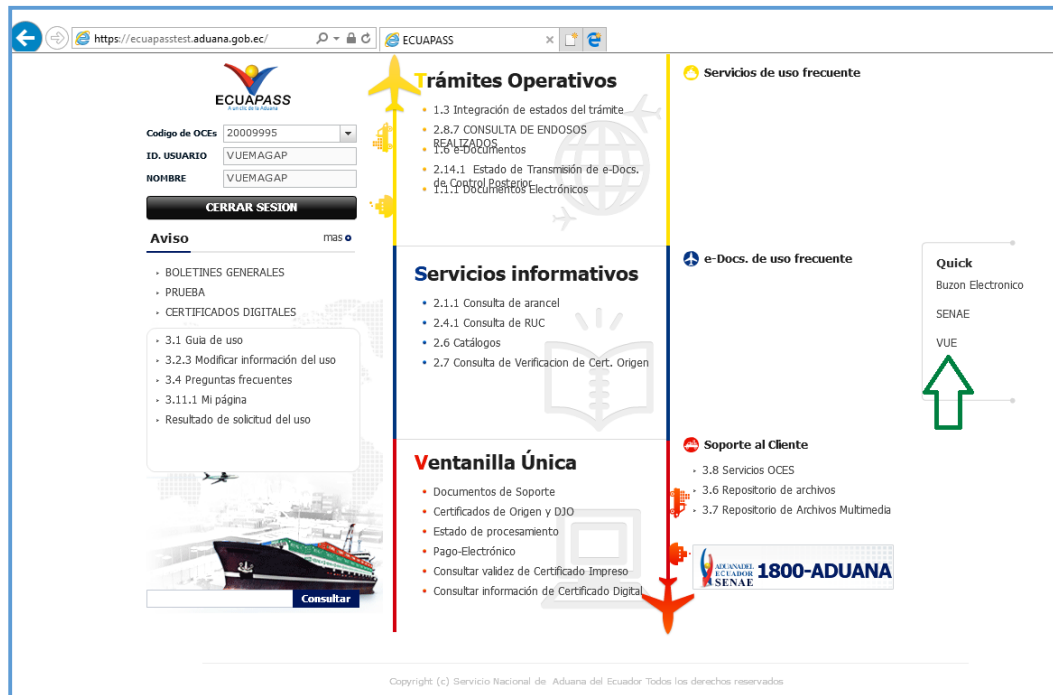 https://ecuapasstest.aduana.gob.ec/
ECUAPASS
ECUAPASS
A un clic de la Aduana
Codigo de OCEs 20009995
ID. USUARIO VUEMAGAP
NOMBRE VUEMAGAP
CERRAR SESION
Aviso mas
BOLETINES GENERALES
PRUEBA
CERTIFICADOS DIGITALES
3.1 Guia de uso
3.2.3 Modificar información del uso
3.4 Preguntas frecuentes
3.11.1 Mi página
Resultado de solicitud del uso
Consultar
Trámites Operativos
1.3 Integración de estados del trámite
2.8.7 CONSULTA DE ENDOSOS
REALIZADOS
1.6 e-Documentos
2.14.1 Estado de Transmisión de e-Docs.
de Control Posterior
1.1.1 Documentos Electrónicos
Servicios informativos
2.1.1 Consulta de arancel
2.4.1 Consulta de RUC
2.6 Catálogos
2.7 Consulta de Verificacion de Cert. Origen
Ventanilla Única
Documentos de Soporte
Certificados de Origen y DJO
Estado de procesamiento
Pago-Electrónico
Consultar validez de Certificado Impreso
Consultar información de Certificado Digital
Servicios de uso frecuente
e-Docs. de uso frecuente
Soporte al Cliente
3.8 Servicios OCES
3.6 Repositorio de archivos
3.7 Repositorio de Archivos Multimedia
ADUANA DEL
ECUADOR
SENAE
1800-ADUANA
Quick
Buzon Electronico
SENAE
VUE
Copyright (c) Servicio Nacional de Aduana del Ecuador Todos los derechos reservados